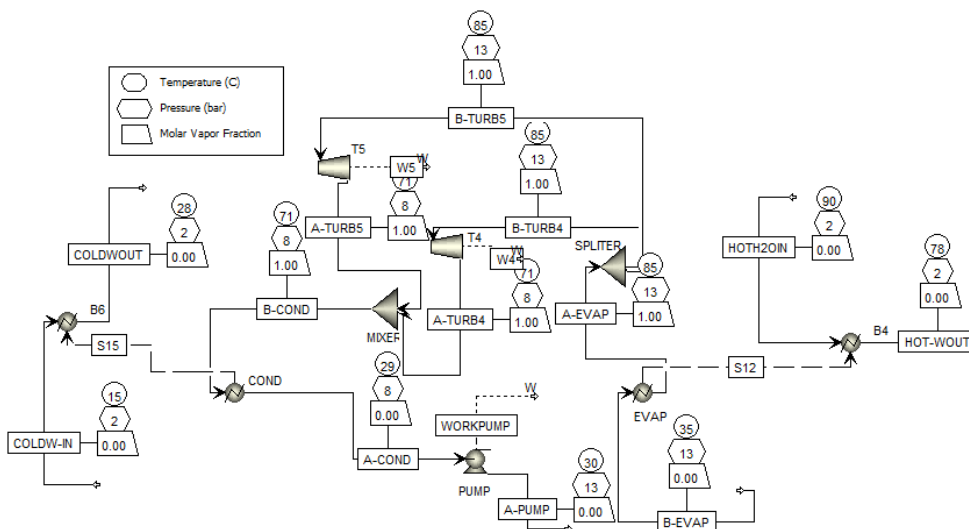 85
13
1.00
B-TURB5
Temperature (C)
Pressure (bar)
Molar Vapor Fraction
T5
W
W5
85
13
1.00
B-TURB4
71
8
1.00
A-TURB5
T4
W
W4
SPLITER
28
2
0.00
COLDWOUT
71
8
1.00
B-COND
MIXER
71
8
1.00
A-TURB4
85
13
1.00
A-EVAP
90
2
0.00
HOTH2OIN
78
2
0.00
HOT-WOUT
B4
B6
S15
COND
S12
EVAP
15
2
0.00
COLDW-IN
29
8
0.00
A-COND
W
WORKPUMP
PUMP
30
13
0.00
A-PUMP
35
13
0.00
B-EVAP